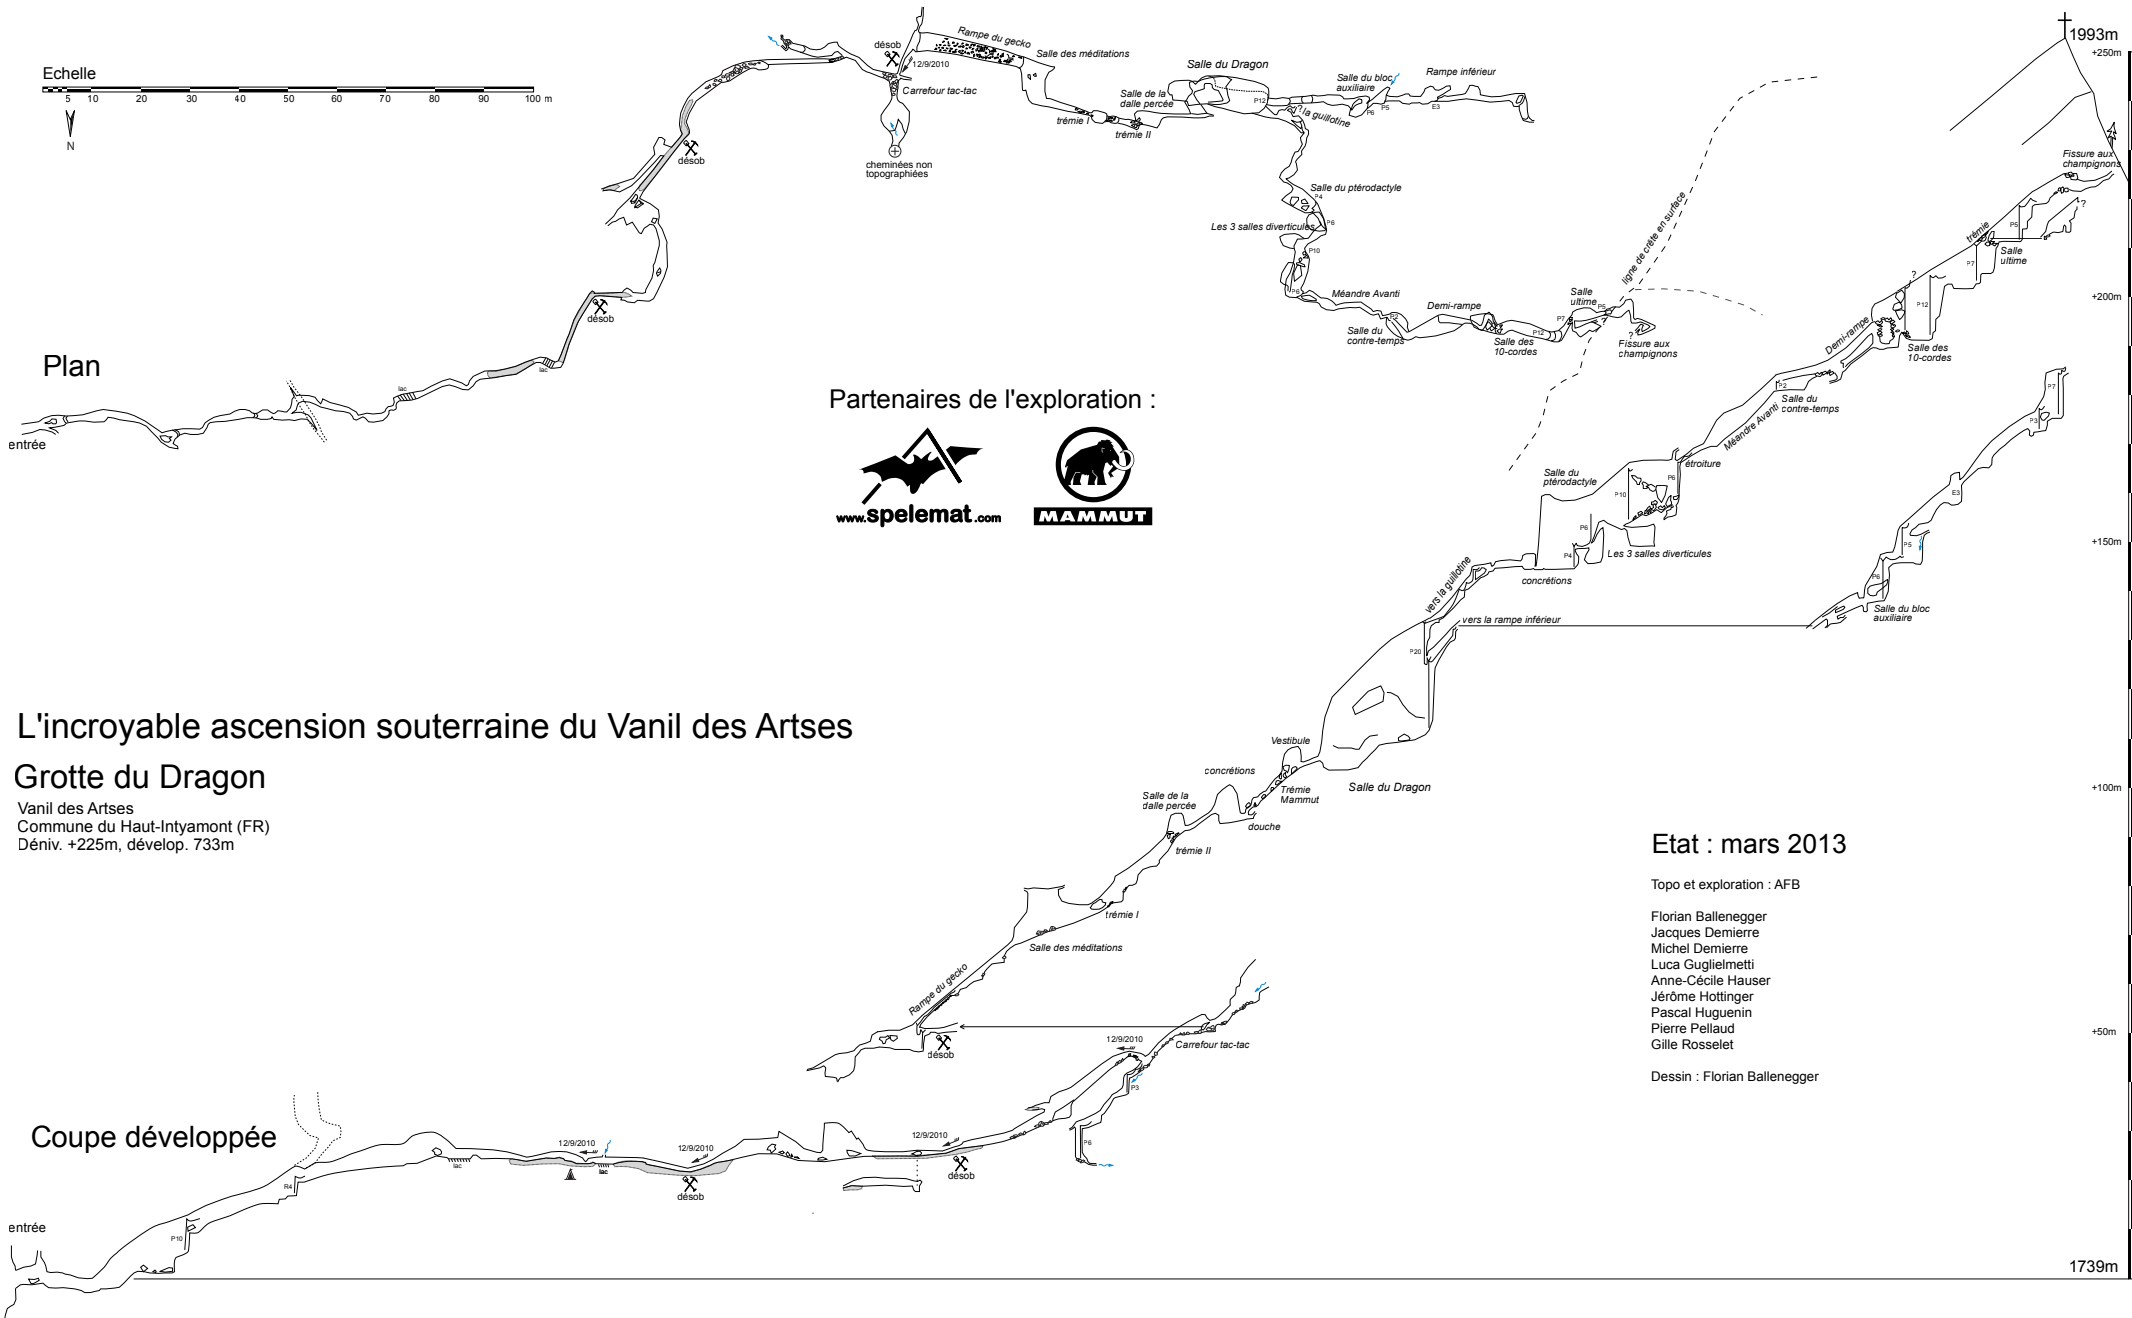 Echelle
5 10 20 30 40 50 60 70 80 90 100 m
N
Plan
entrée
lac
lac
désob
désob
désob
12/9/2010
Carrefour tac-tac
cheminées non
topographiées
Rampe du gecko
Salle des méditations
trémie I
trémie II
Salle de la
dalle percée
Salle du Dragon
P12
? la guillotine
Salle du bloc
auxiliaire
P6
P5
Rampe inférieur
E3
Salle du ptérodactyle
P4
P6
Les 3 salles diverticules
P10
P6
Méandre Avanti
P2
Salle du
contre-temps
Demi-rampe
Salle des
10-cordes
P12
P7
Salle
ultime
P5
?
?
Fissure aux
champignons
ligne de crête en surface
Partenaires de l'exploration :
www.spelemat.com
MAMMUT
1993m
+250m
+200m
+150m
+100m
+50m
1739m
Fissure aux
champignons
?
P5
trémie
Salle
ultime
P7
?
P12
Salle des
10-cordes
Demi-rampe
P2
Salle du
contre-temps
Méandre Avanti
étroiture
P6
P10
Salle du
ptérodactyle
P6
P4
Les 3 salles diverticules
concrétions
vers la guillotine
vers la rampe inférieur
P20
P7
P3
E3
P5
P6
Salle du bloc
auxiliaire
Salle du Dragon
Vestibule
Trémie
Mammut
concrétions
douche
Salle de la
dalle percée
trémie II
trémie I
Salle des méditations
Rampe du gecko
désob
Carrefour tac-tac
12/9/2010
P3
P6
L'incroyable ascension souterraine du Vanil des Artses
Grotte du Dragon
Vanil des Artses
Commune du Haut-Intyamont (FR)
Déniv. +225m, dévelop. 733m
Etat : mars 2013
Topo et exploration : AFB
Florian Ballenegger
Jacques Demierre
Michel Demierre
Luca Guglielmetti
Anne-Cécile Hauser
Jérôme Hottinger
Pascal Huguenin
Pierre Pellaud
Gille Rosselet
Dessin : Florian Ballenegger
Coupe développée
entrée
P10
R4
lac
12/9/2010
lac
12/9/2010
désob
12/9/2010
désob